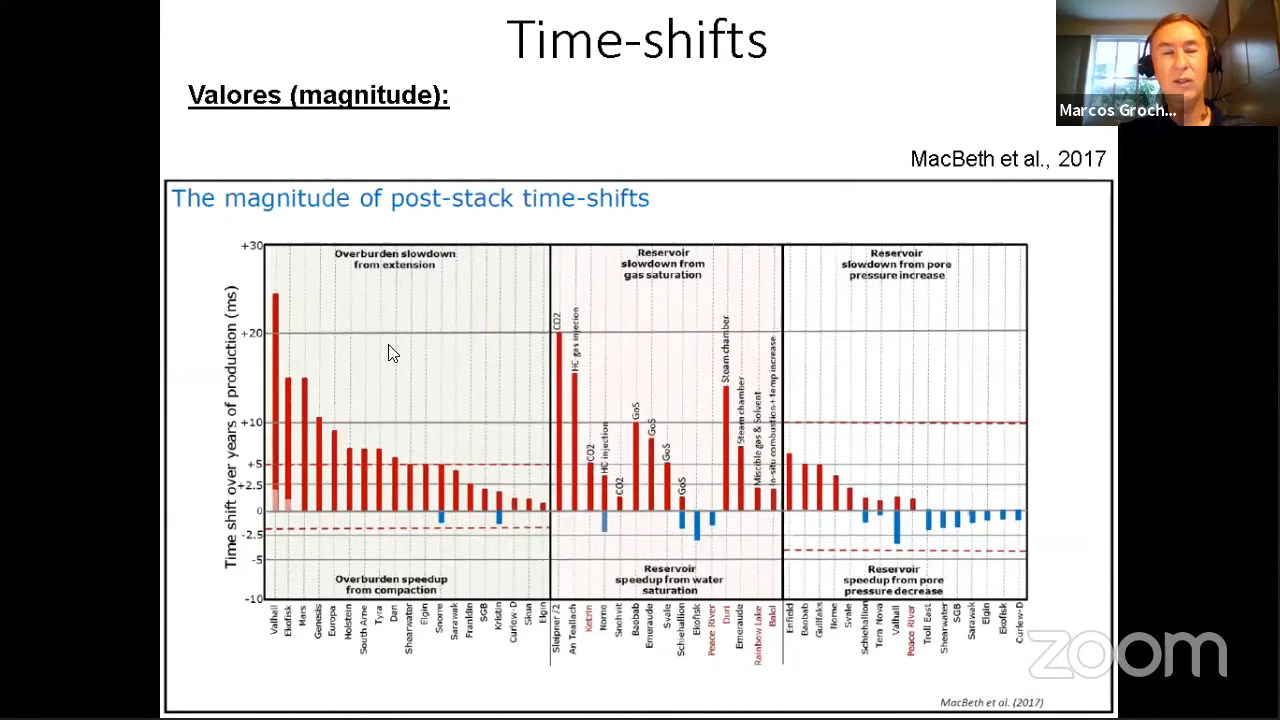 Time-shifts
Valores (magnitude):
Marcos Groch...
MacBeth et al., 2017
The magnitude of post-stack time-shifts
Time shift over years of production (ms)
+30
+20
+10
+5
+2.5
0
-2.5
-5
-10
Overburden slowdown
from extension
Overburden speedup
from compaction
Reservoir
slowdown from
gas saturation
Reservoir
speedup from water
saturation
Reservoir
slowdown from pore
pressure increase
Reservoir
speedup from pore
pressure decrease
CO2
HC gas injecion
CO2
HC injection
CO2
GoS
GoS
GoS
GoS
Steam chamber
Steam chamber
Miscible gas & Solvent
In-situ combustion+ temp increase
Valhall
Ekofisk
Mars
Genesis
Europa
Holstein
South Arne
Tyra
Dan
Shearwater
Elgin
Snorre
Sarawak
Franklin
SGB
Kristin
Curlew-D
Skua
Elgin
Sleipner /2
An Teallach
Ketzin
Norne
Snohvit
Baobab
Emeraude
Svale
Schiehallion
Ekofisk
Peace River
Duri
Emeraude
Rainbow Lake
Balol
Enfield
Baobab
Gullfaks
Norne
Svale
Schiehallion
Tera Nova
Valhall
Peace River
Troll East
Shearwater
SGB
Sarawak
Elgin
Ekofisk
Curlew-D
zoom
MacBeth et al. (2017)